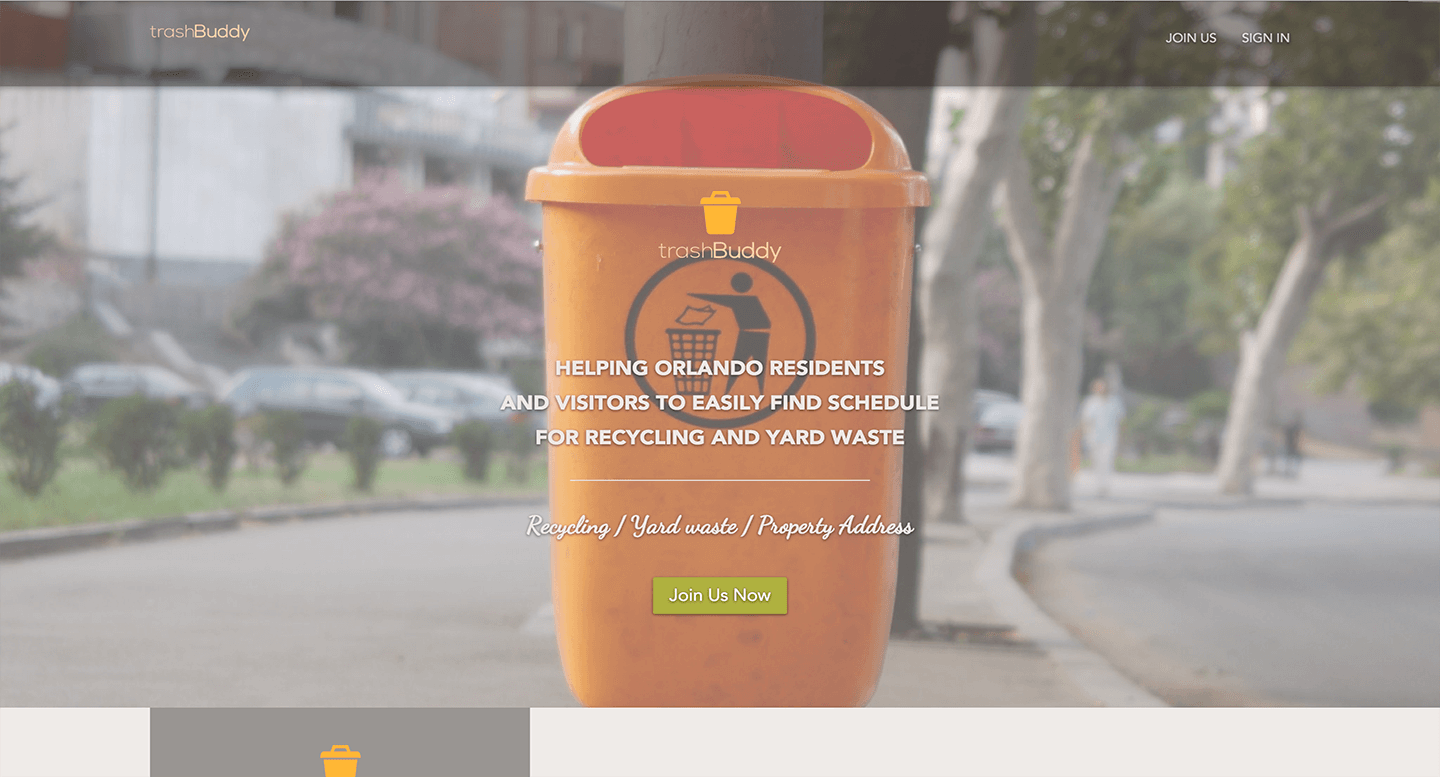 trashBuddy
JOIN US
SIGN IN
trashBuddy
HELPING ORLANDO RESIDENTS
AND VISITORS TO EASILY FIND SCHEDULE
FOR RECYCLING AND YARD WASTE
Recycling / Yard waste / Property Address
Join Us Now